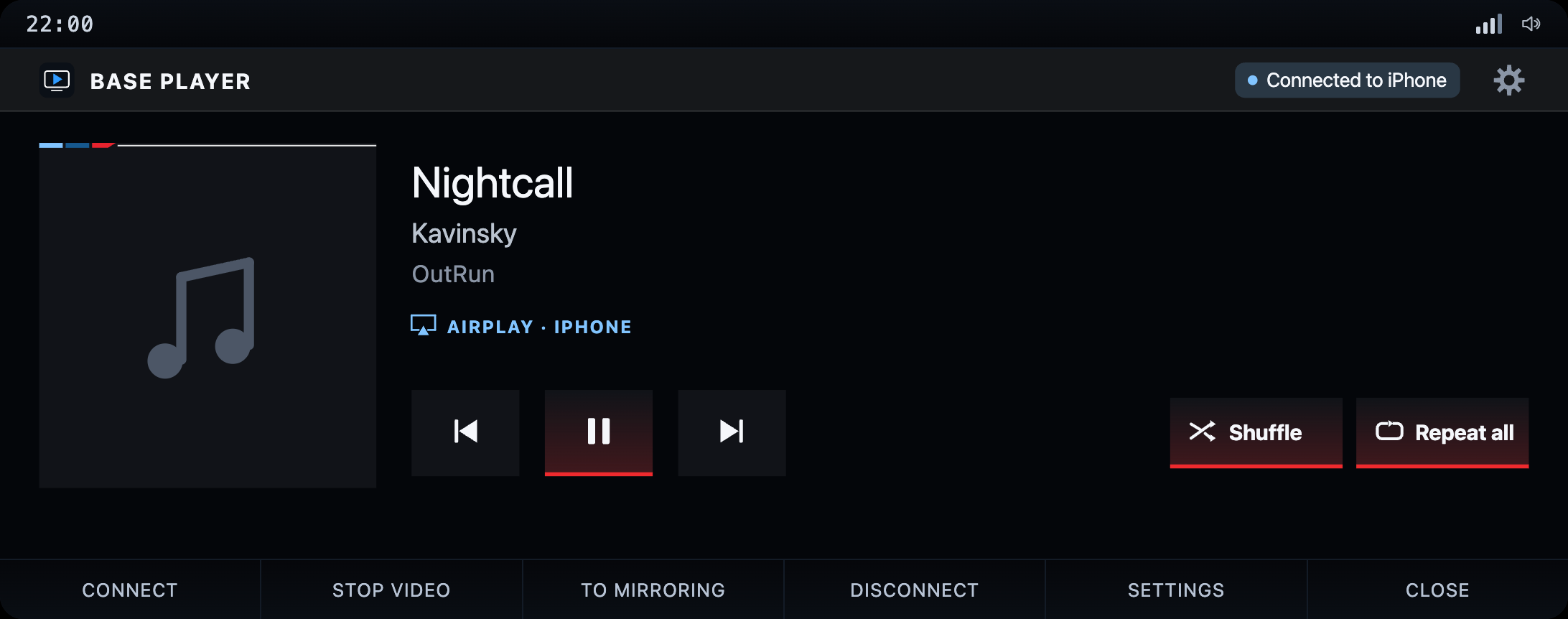 22:00
BASE PLAYER
Connected to iPhone
Nightcall
Kavinsky
OutRun
AIRPLAY · IPHONE
Shuffle
Repeat all
CONNECT
STOP VIDEO
TO MIRRORING
DISCONNECT
SETTINGS
CLOSE